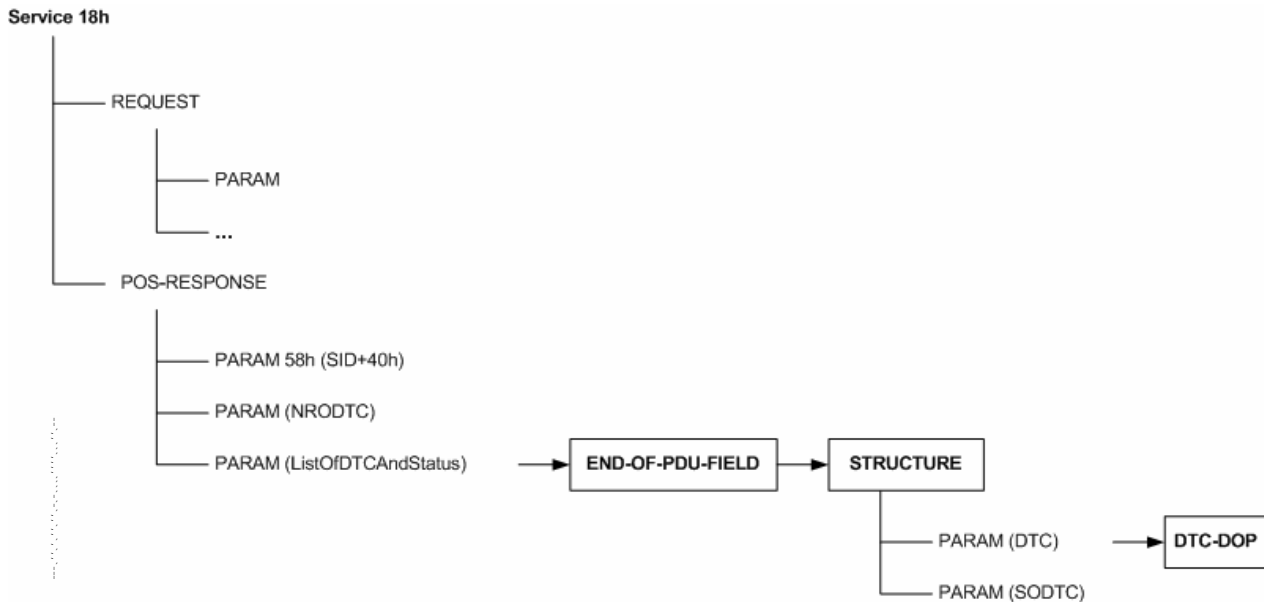 Service 18h
REQUEST
PARAM
...
POS-RESPONSE
PARAM 58h (SID+40h)
PARAM (NRODTC)
PARAM (ListOfDTCAndStatus)
END-OF-PDU-FIELD
STRUCTURE
PARAM (DTC)
DTC-DOP
PARAM (SODTC)